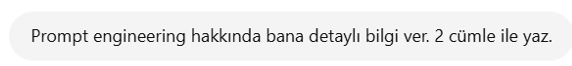 Prompt engineering hakkında bana detaylı bilgi ver. 2 cümle ile yaz.